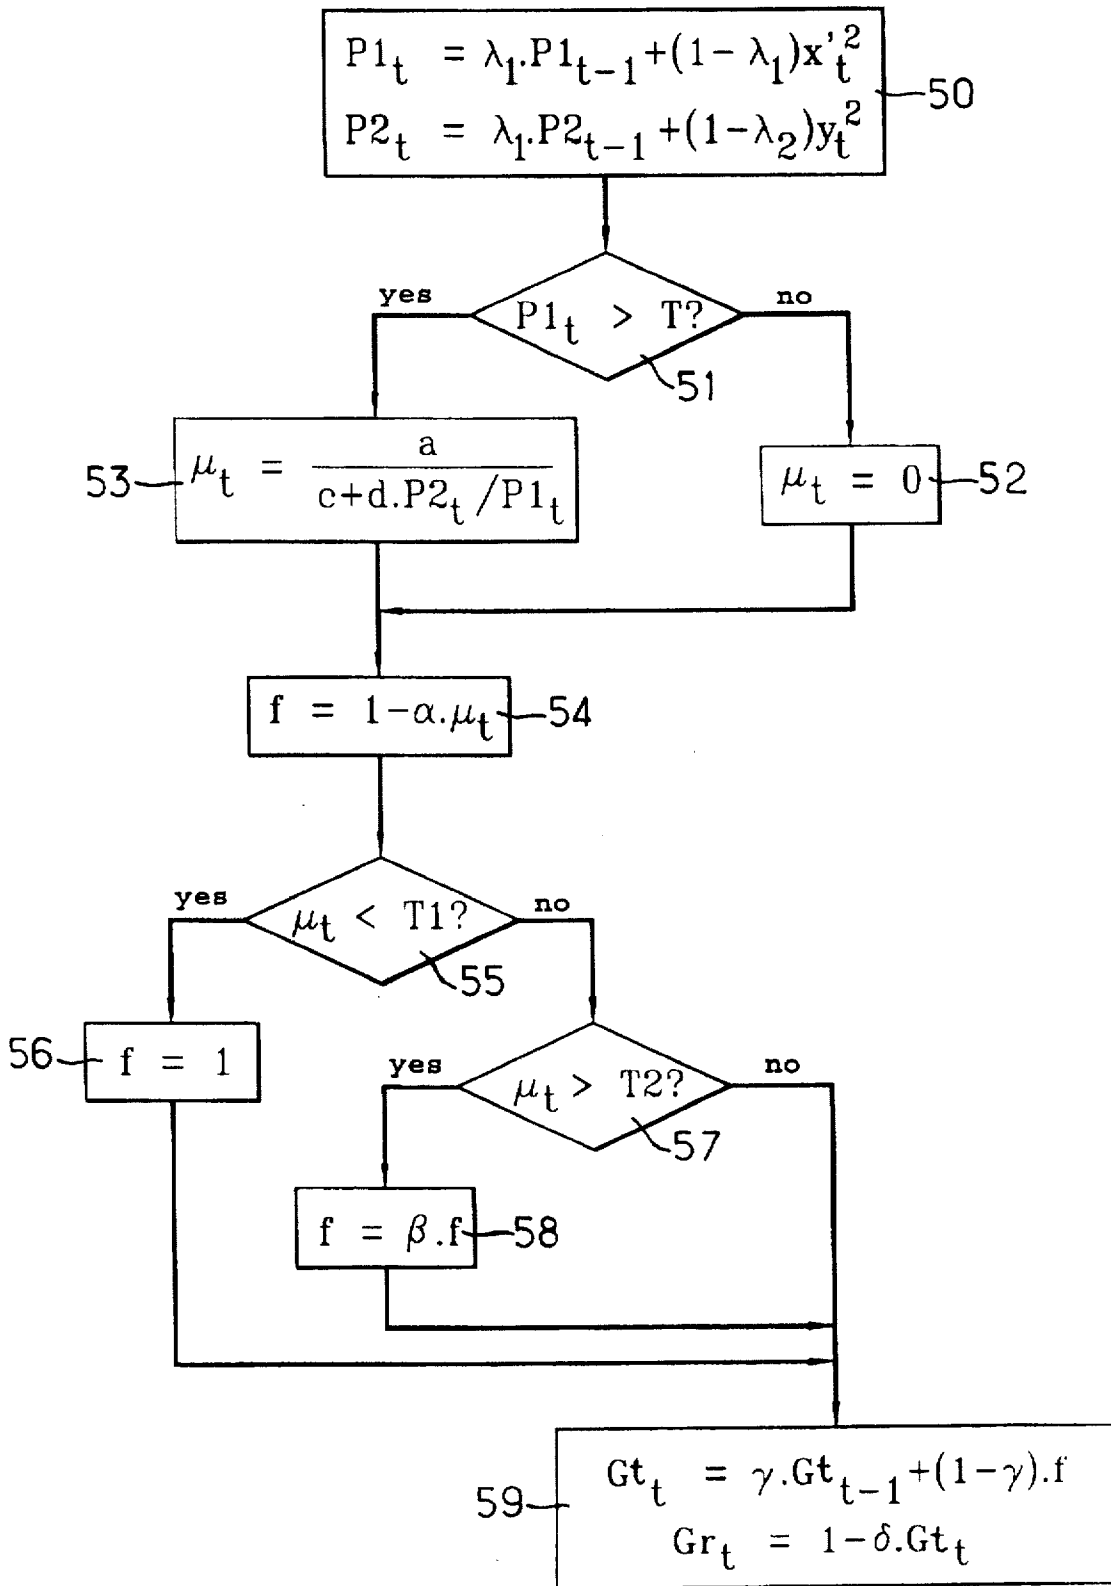 P1ₜ = λ₁.P1ₜ₋₁+(1-λ₁)x'ₜ²
P2ₜ = λ₁.P2ₜ₋₁+(1-λ₂)yₜ²
50
yes
P1ₜ > T?
no
51
53
μₜ = a / c+d.P2ₜ/P1ₜ
μₜ = 0
52
f = 1-α.μₜ
54
yes
μₜ < T1?
no
55
56
f = 1
yes
μₜ > T2?
no
57
f = β.f
58
59
Gtₜ = γ.Gtₜ₋₁+(1-γ).f
Grₜ = 1-δ.Gtₜ